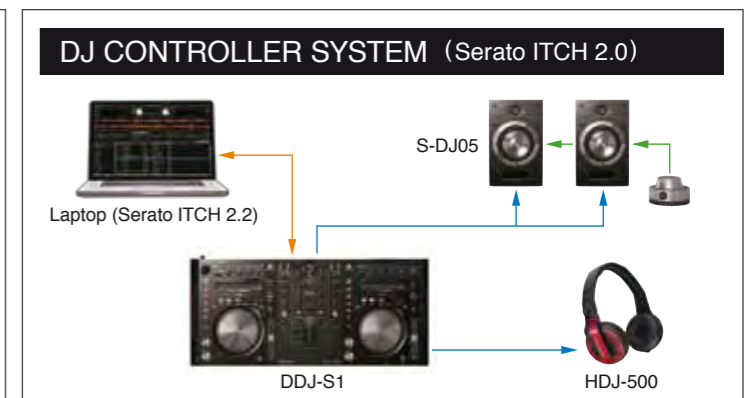 DJ CONTROLLER SYSTEM (Serato ITCH 2.0)
S-DJ05
Laptop (Serato ITCH 2.2)
DDJ-S1
HDJ-500